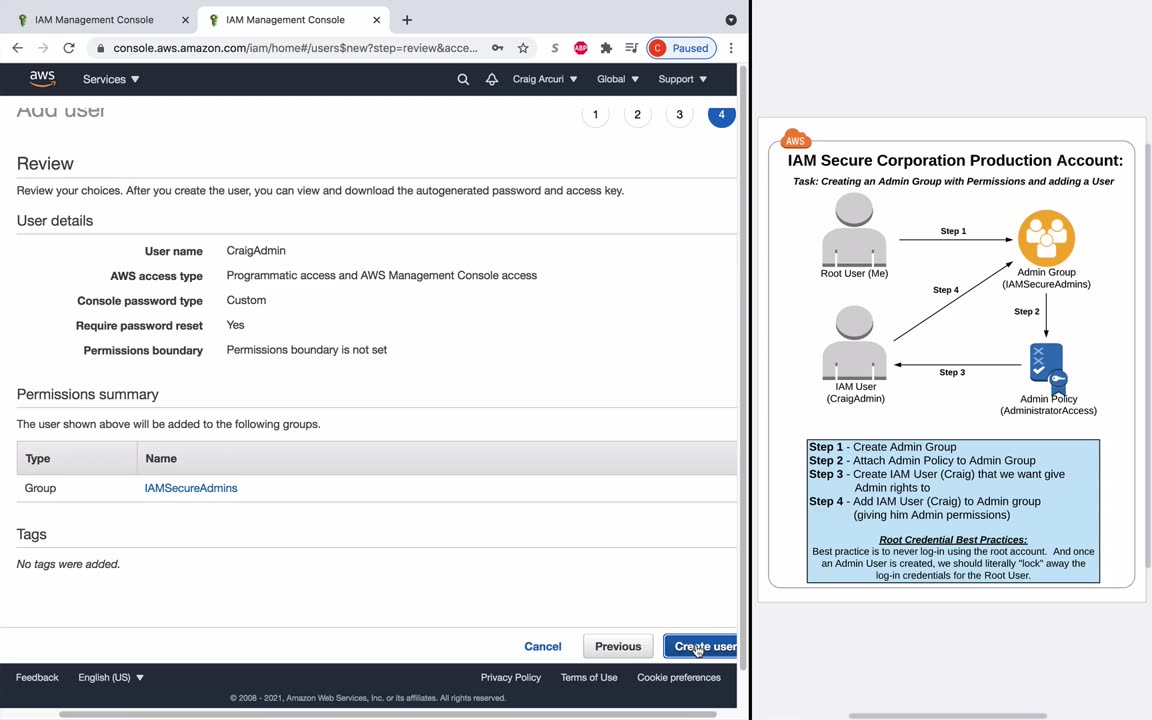 IAM Management Console
IAM Management Console
console.aws.amazon.com/iam/home#/users$new?step=review&acce...
S
ABP
C Paused
aws
Services
Craig Arcuri
Global
Support
Add user
1 2 3 4
Review
Review your choices. After you create the user, you can view and download the autogenerated password and access key.
User details
User name CraigAdmin
AWS access type Programmatic access and AWS Management Console access
Console password type Custom
Require password reset Yes
Permissions boundary Permissions boundary is not set
Permissions summary
The user shown above will be added to the following groups.
Type Name
Group IAMSecureAdmins
Tags
No tags were added.
Cancel Previous Create user
Feedback English (US) Privacy Policy Terms of Use Cookie preferences
© 2008 - 2021, Amazon Web Services, Inc. or its affiliates. All rights reserved.
AWS
IAM Secure Corporation Production Account:
Task: Creating an Admin Group with Permissions and adding a User
Step 1
Root User (Me)
Admin Group
(IAMSecureAdmins)
Step 4
Step 2
Step 3
IAM User
(CraigAdmin)
Admin Policy
(AdministratorAccess)
Step 1 - Create Admin Group
Step 2 - Attach Admin Policy to Admin Group
Step 3 - Create IAM User (Craig) that we want give
Admin rights to
Step 4 - Add IAM User (Craig) to Admin group
(giving him Admin permissions)
Root Credential Best Practices:
Best practice is to never log-in using the root account. And once
an Admin User is created, we should literally "lock" away the
log-in credentials for the Root User.